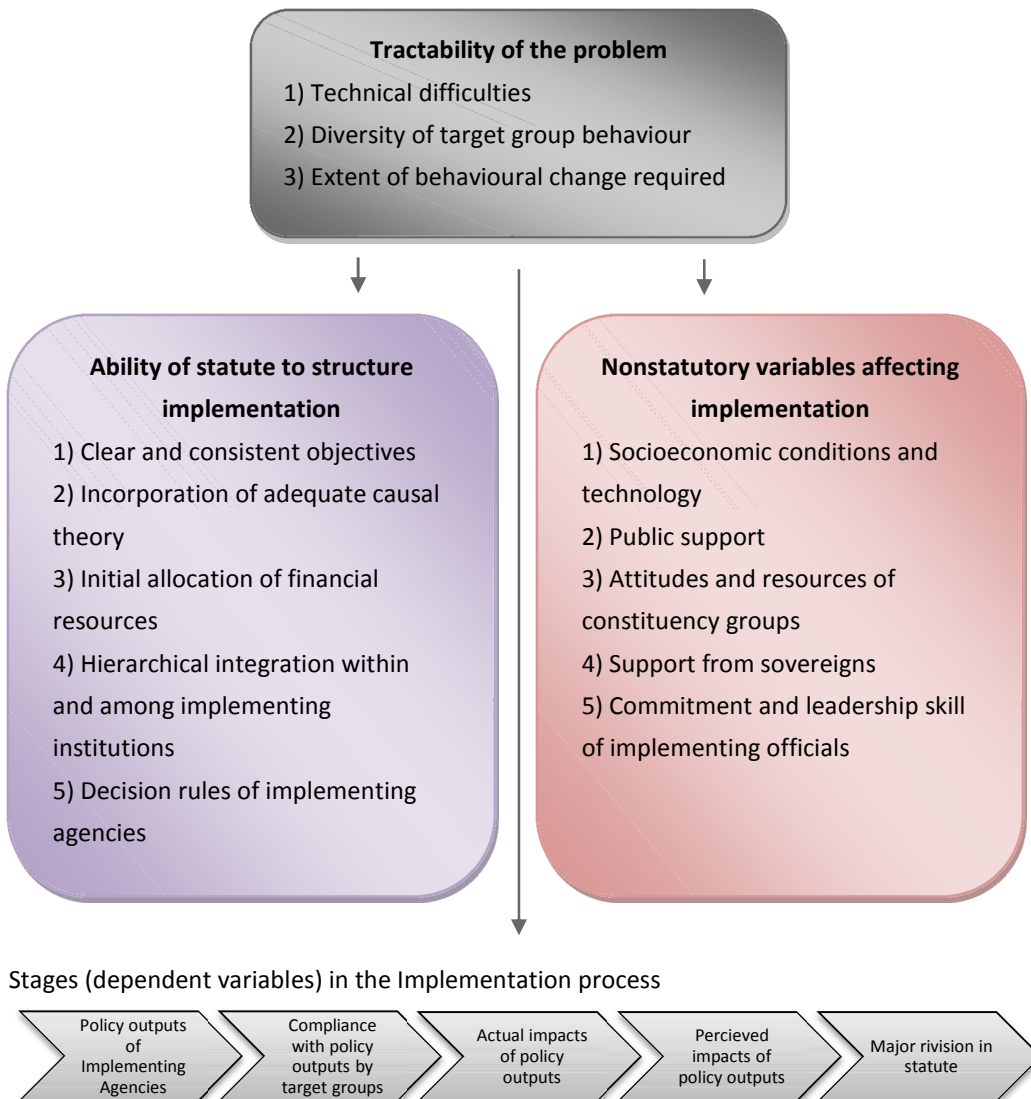 Tractability of the problem
1) Technical difficulties
2) Diversity of target group behaviour
3) Extent of behavioural change required
Ability of statute to structure
implementation
1) Clear and consistent objectives
2) Incorporation of adequate causal
theory
3) Initial allocation of financial
resources
4) Hierarchical integration within
and among implementing
institutions
5) Decision rules of implementing
agencies
Nonstatutory variables affecting
implementation
1) Socioeconomic conditions and
technology
2) Public support
3) Attitudes and resources of
constituency groups
4) Support from sovereigns
5) Commitment and leadership skill
of implementing officials
Stages (dependent variables) in the Implementation process
Policy outputs
of
Implementing
Agencies
Compliance
with policy
outputs by
target groups
Actual impacts
of policy
outputs
Percieved
impacts of
policy outputs
Major rivision in
statute